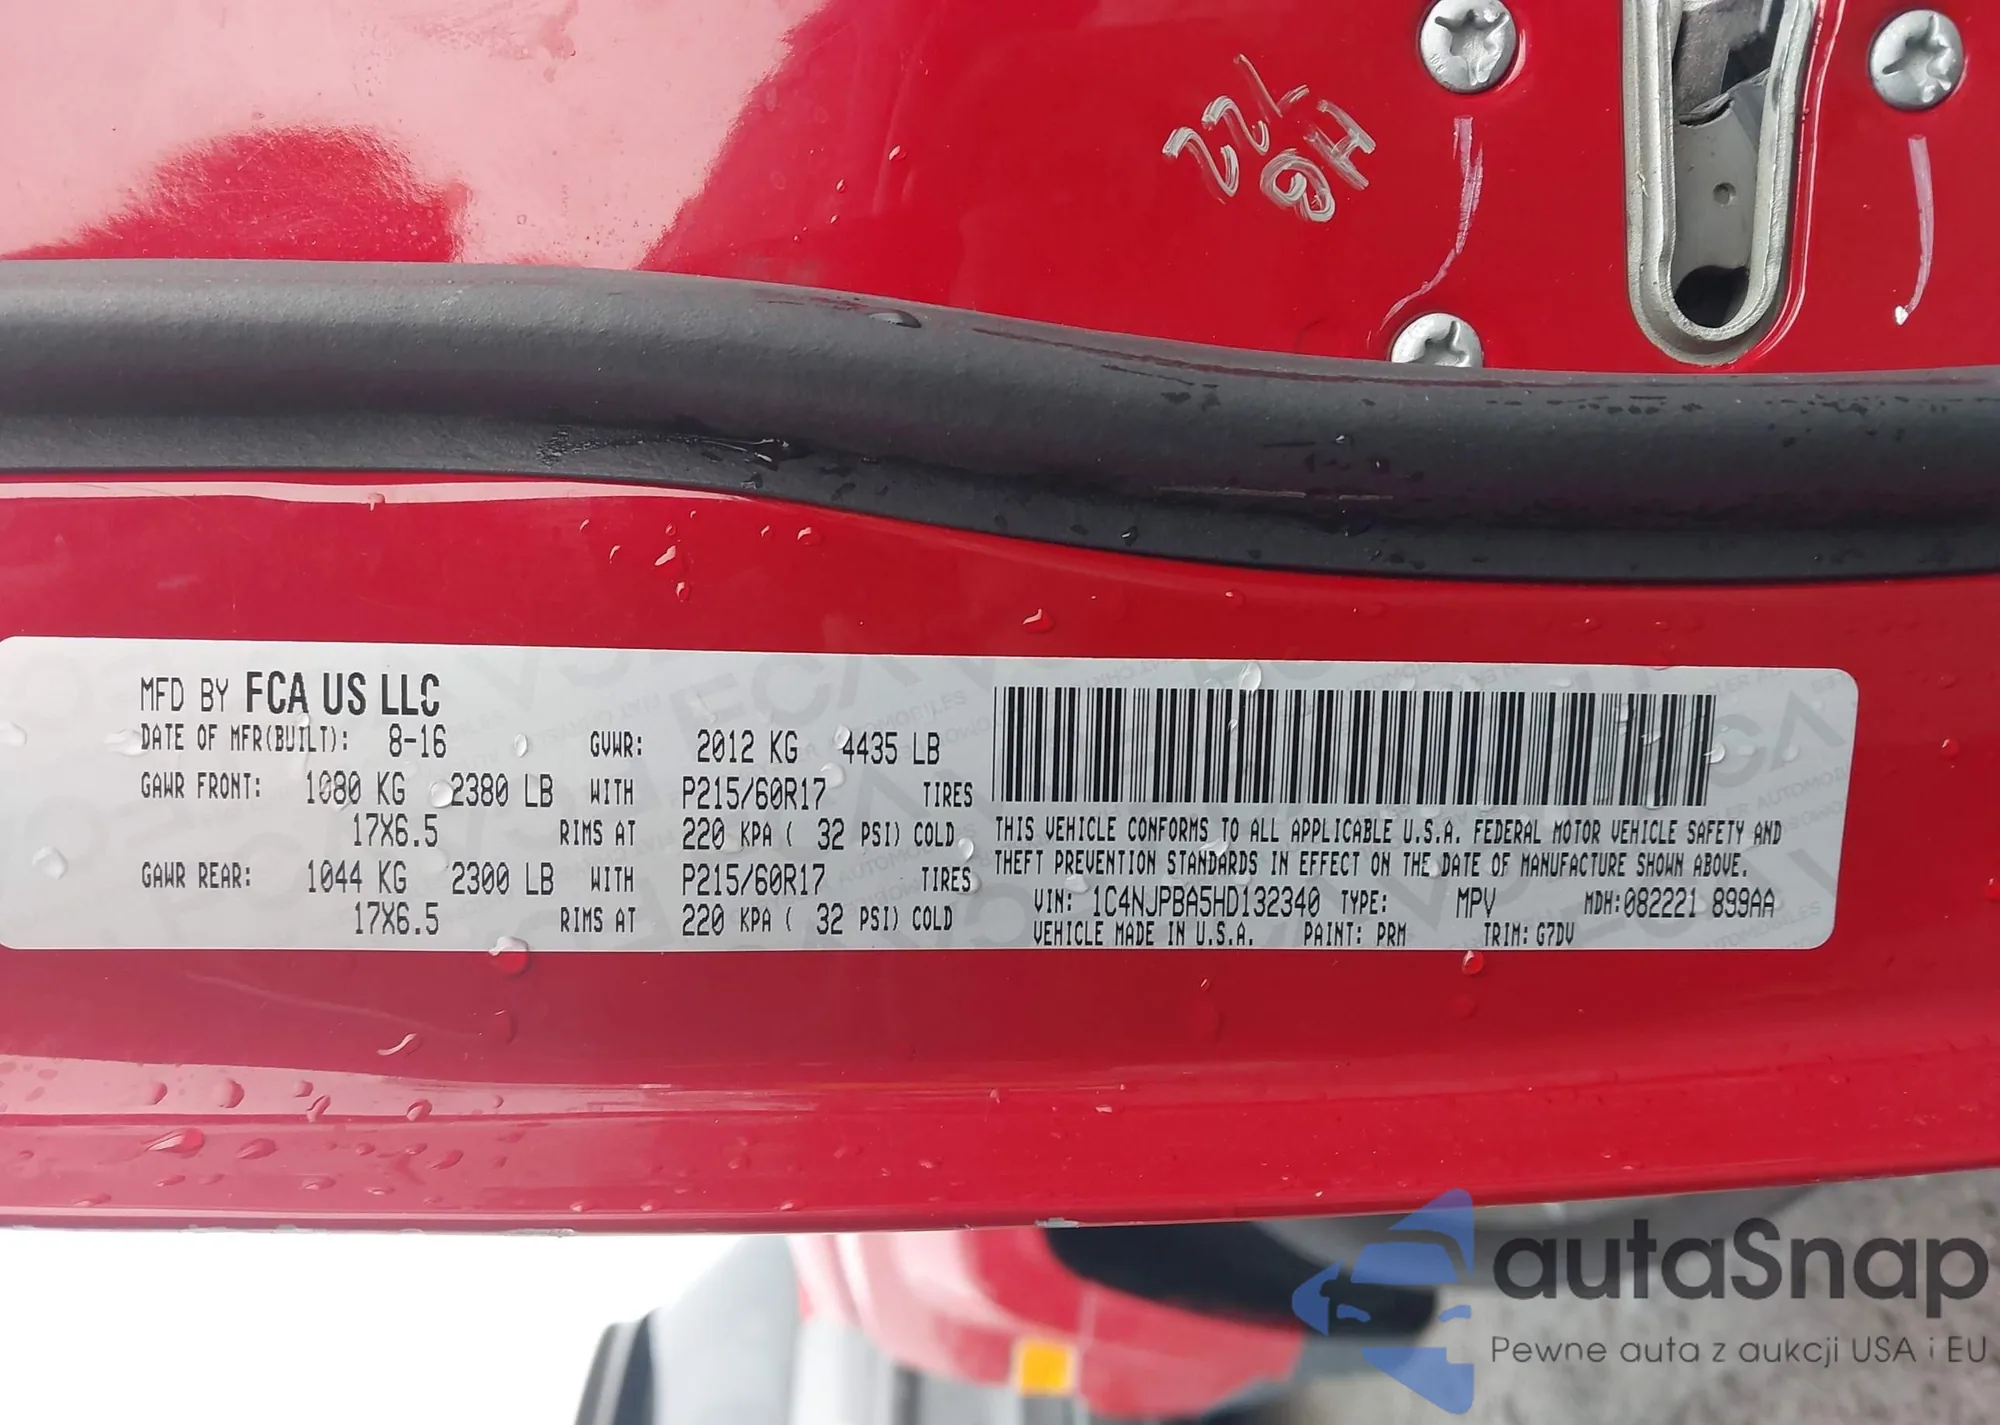 22L
HG
MFD BY FCA US LLC
DATE OF MFR(BUILT): 8-16 GVWR: 2012 KG 4435 LB
GAWR FRONT: 1080 KG 2380 LB WITH P215/60R17 TIRES
17X6.5 RIMS AT 220 KPA ( 32 PSI) COLD
GAWR REAR: 1044 KG 2300 LB WITH P215/60R17 TIRES
17X6.5 RIMS AT 220 KPA ( 32 PSI) COLD
THIS VEHICLE CONFORMS TO ALL APPLICABLE U.S.A. FEDERAL MOTOR VEHICLE SAFETY AND
THEFT PREVENTION STANDARDS IN EFFECT ON THE DATE OF MANUFACTURE SHOWN ABOVE.
VIN: 1C4NJPBA5HD132340 TYPE: MPV MDH:082221 899AA
VEHICLE MADE IN U.S.A. PAINT: PRM TRIM: G7DV
autaSnap
Pewne auta z aukcji USA i EU